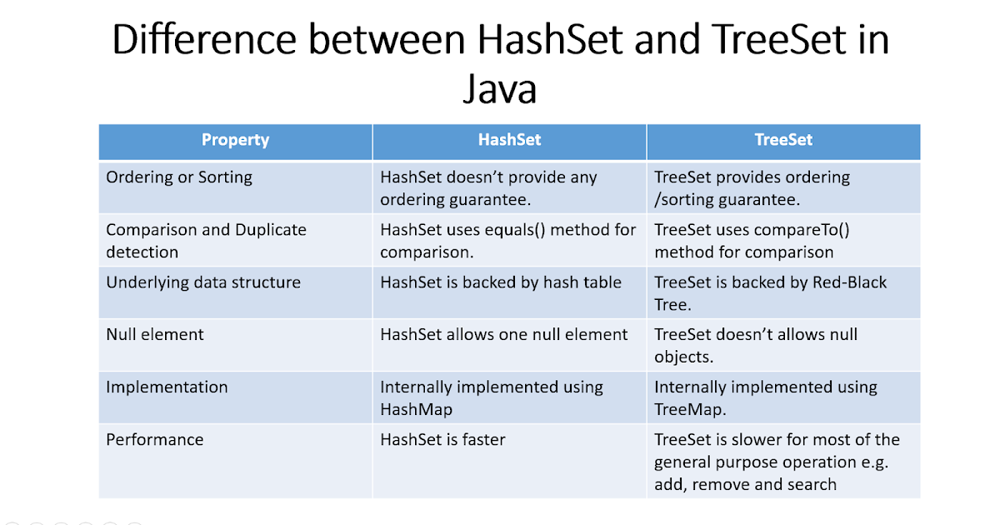 Difference between HashSet and TreeSet in
Java
Property HashSet TreeSet
Ordering or Sorting
HashSet doesn’t provide any
ordering guarantee.
TreeSet provides ordering
/sorting guarantee.
Comparison and Duplicate
detection
HashSet uses equals() method for
comparison.
TreeSet uses compareTo()
method for comparison
Underlying data structure
HashSet is backed by hash table
TreeSet is backed by Red-Black
Tree.
Null element
HashSet allows one null element
TreeSet doesn’t allows null
objects.
Implementation
Internally implemented using
HashMap
Internally implemented using
TreeMap.
Performance
HashSet is faster
TreeSet is slower for most of the
general purpose operation e.g.
add, remove and search